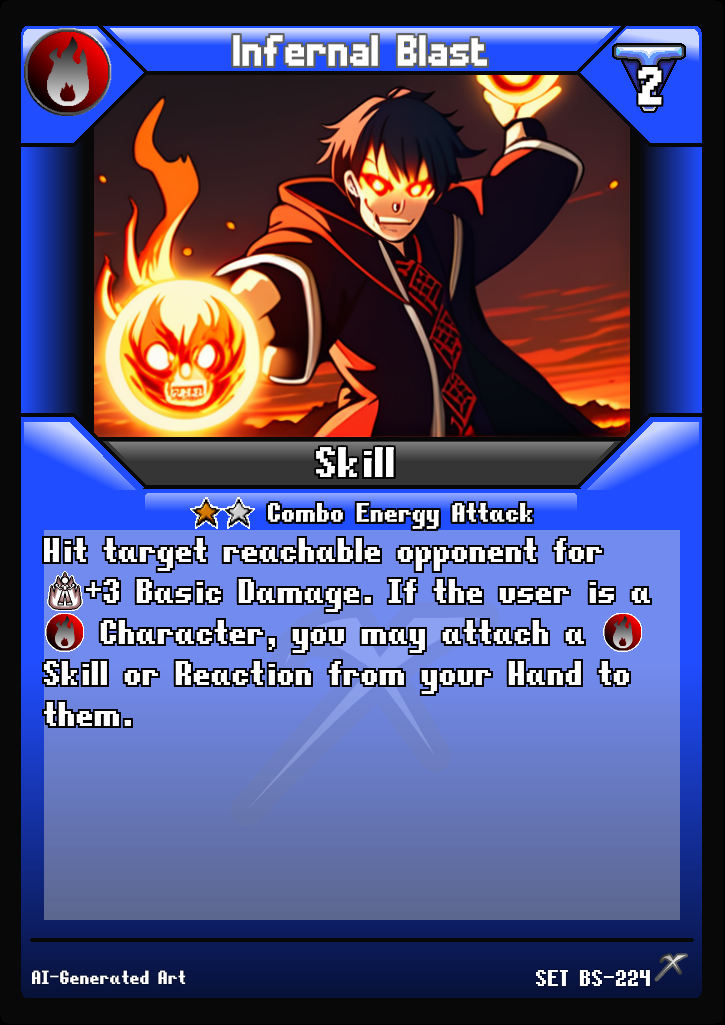 Infernal Blast
2
Skill
Combo Energy Attack
Hit target reachable opponent for
+3 Basic Damage. If the user is a
Character, you may attach a
Skill or Reaction from your Hand to
them.
AI-Generated Art
SET BS-224